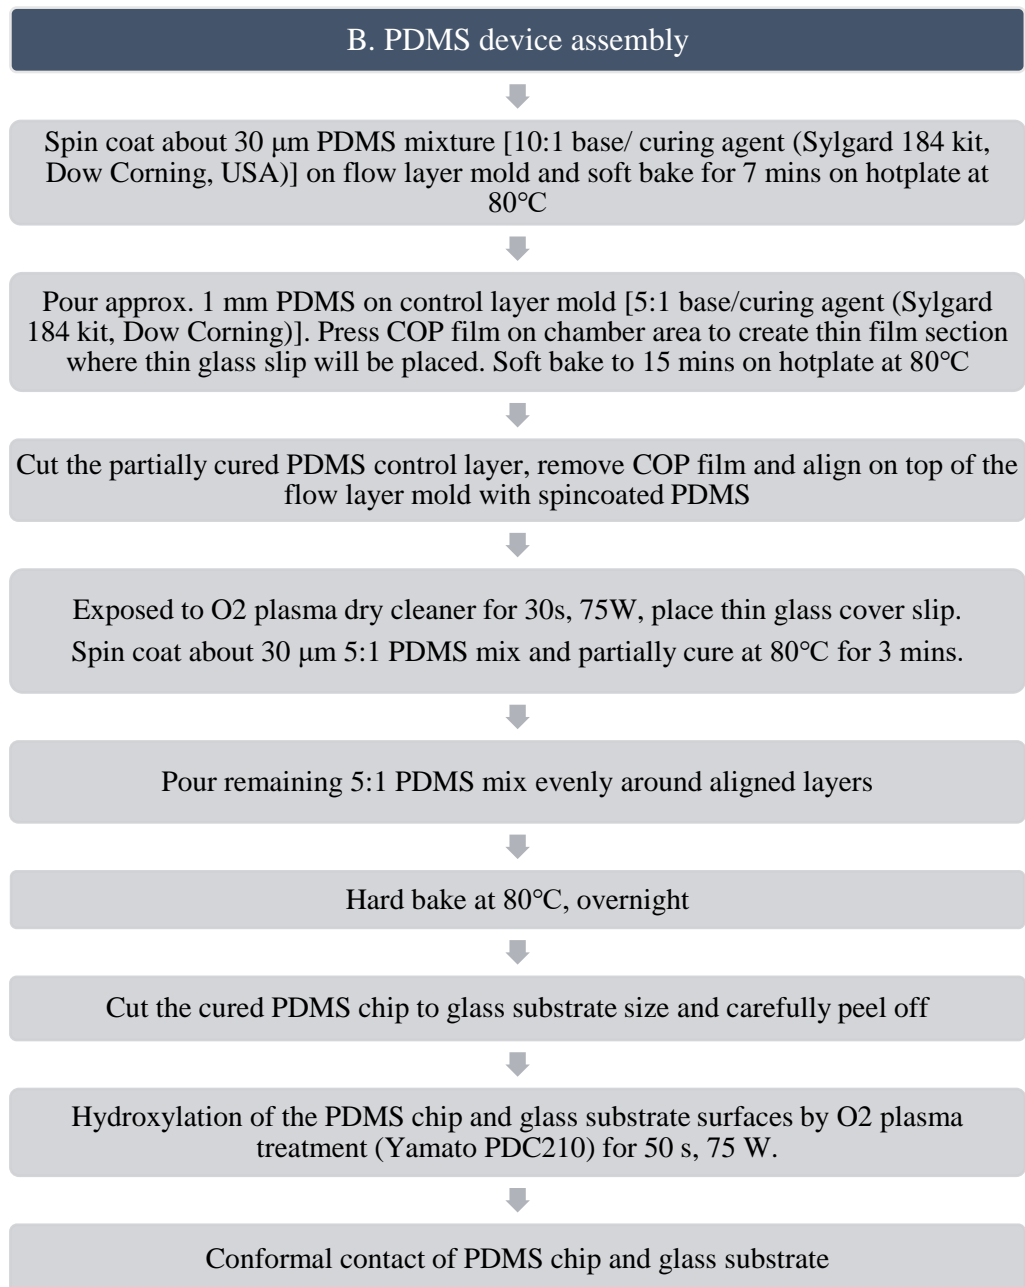 B. PDMS device assembly
Spin coat about 30 μm PDMS mixture [10:1 base/ curing agent (Sylgard 184 kit,
Dow Corning, USA)] on flow layer mold and soft bake for 7 mins on hotplate at
80°C
Pour approx. 1 mm PDMS on control layer mold [5:1 base/curing agent (Sylgard
184 kit, Dow Corning)]. Press COP film on chamber area to create thin film section
where thin glass slip will be placed. Soft bake to 15 mins on hotplate at 80°C
Cut the partially cured PDMS control layer, remove COP film and align on top of the
flow layer mold with spincoated PDMS
Exposed to O2 plasma dry cleaner for 30s, 75W, place thin glass cover slip.
Spin coat about 30 μm 5:1 PDMS mix and partially cure at 80°C for 3 mins.
Pour remaining 5:1 PDMS mix evenly around aligned layers
Hard bake at 80°C, overnight
Cut the cured PDMS chip to glass substrate size and carefully peel off
Hydroxylation of the PDMS chip and glass substrate surfaces by O2 plasma
treatment (Yamato PDC210) for 50 s, 75 W.
Conformal contact of PDMS chip and glass substrate